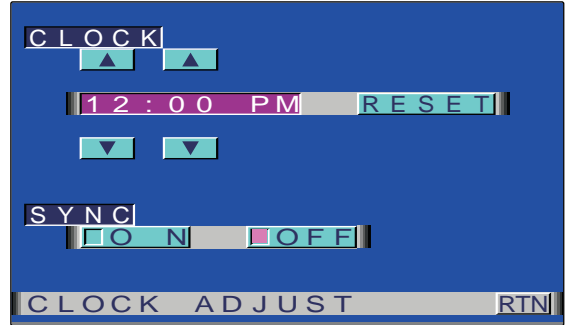 CLOCK
▲ ▲
12:00 PM RESET
▼ ▼
SYNC
ON OFF
CLOCK ADJUST RTN